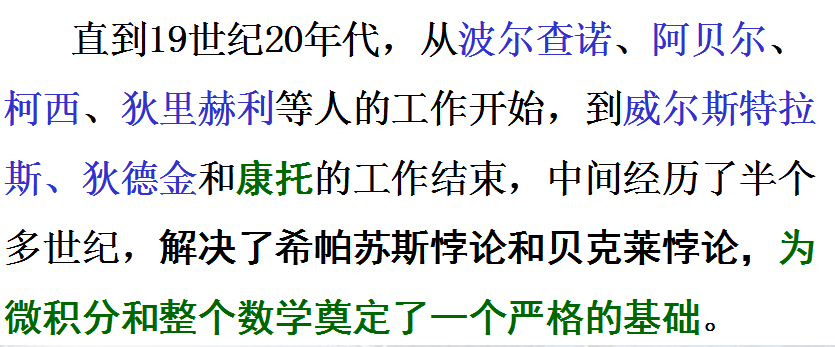 直到19世纪20年代，从波尔查诺、阿贝尔、
柯西、狄里赫利等人的工作开始，到威尔斯特拉
斯、狄德金和康托的工作结束，中间经历了半个
多世纪，解决了希帕苏斯悖论和贝克莱悖论，为
微积分和整个数学奠定了一个严格的基础。